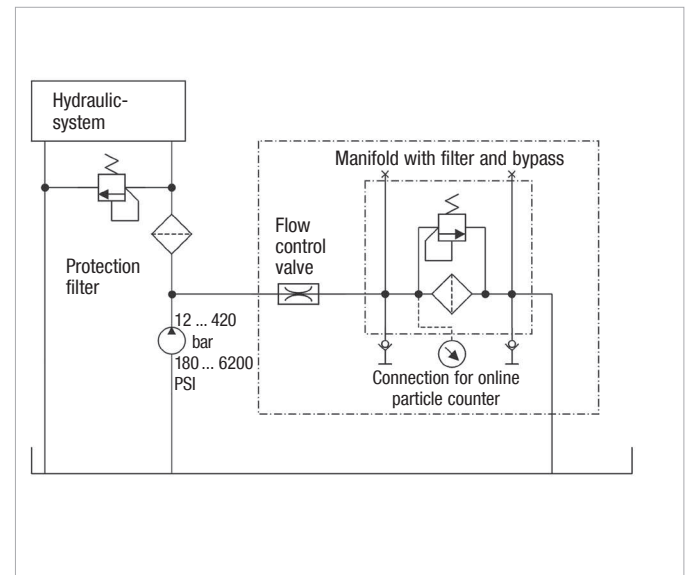 Hydraulic-
system
Manifold with filter and bypass
Flow
control
valve
Protection
filter
12 ... 420
bar
180 ... 6200
PSI
Connection for online
particle counter